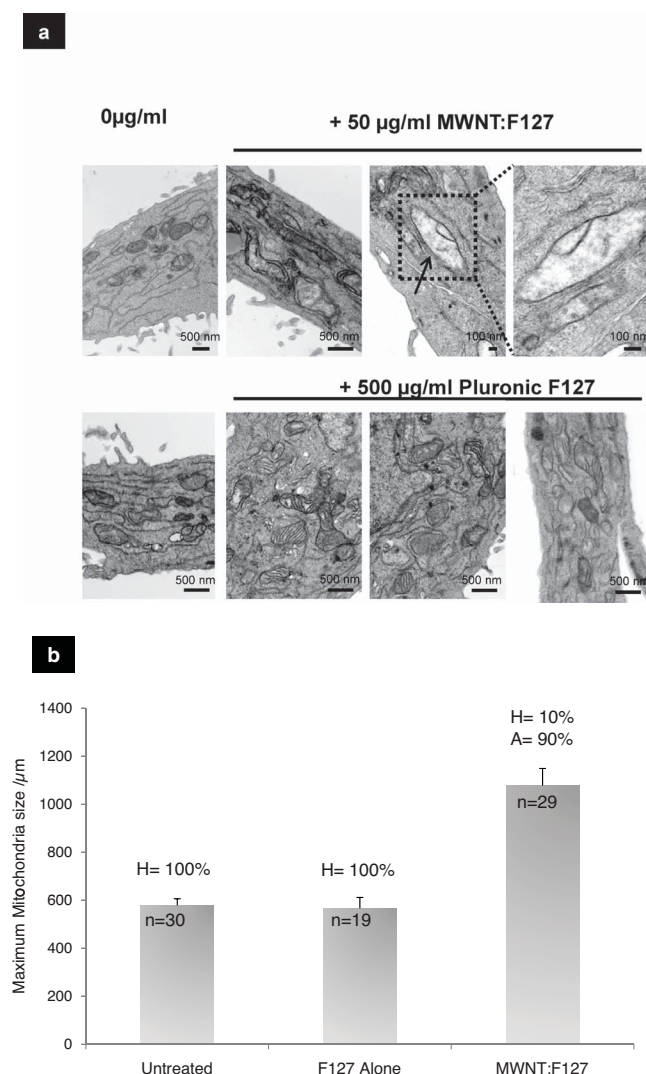 a
0µg/ml
+ 50 µg/ml MWNT:F127
500 nm
500 nm
100 nm
100 nm
+ 500 µg/ml Pluronic F127
500 nm
500 nm
500 nm
500 nm
b
1400
1200
1000
800
600
400
200
0
Maximum Mitochondria size /µm
H= 100%
n=30
H= 100%
n=19
H= 10%
A= 90%
n=29
Untreated
F127 Alone
MWNT:F127